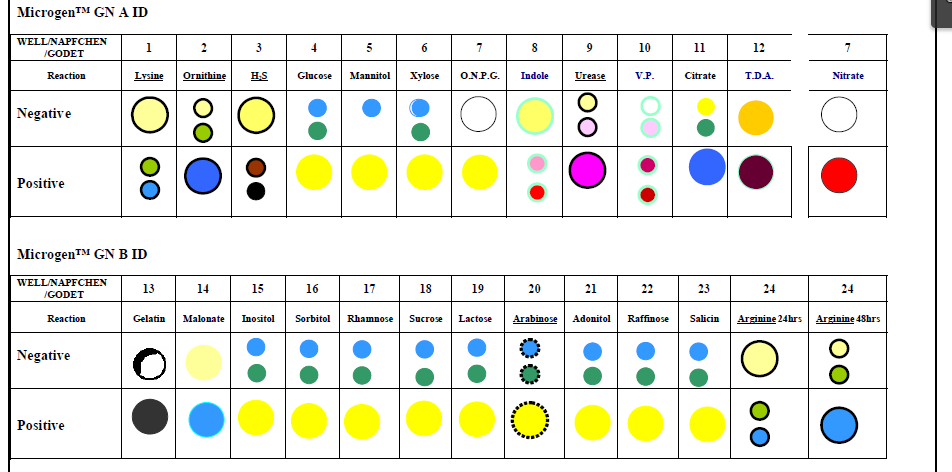 Microgen™ GN A ID
WELL/NAPFCHEN /GODET 1 2 3 4 5 6 7 8 9 10 11 12 7
Reaction Lysine Ornithine H₂S Glucose Mannitol Xylose O.N.P.G. Indole Urease V.P. Citrate T.D.A. Nitrate
Negative
Positive
Microgen™ GN B ID
WELL/NAPFCHEN /GODET 13 14 15 16 17 18 19 20 21 22 23 24 24
Reaction Gelatin Malonate Inositol Sorbitol Rhamnose Sucrose Lactose Arabinose Adonitol Raffinose Salicin Arginine 24hrs Arginine 48hrs
Negative
Positive